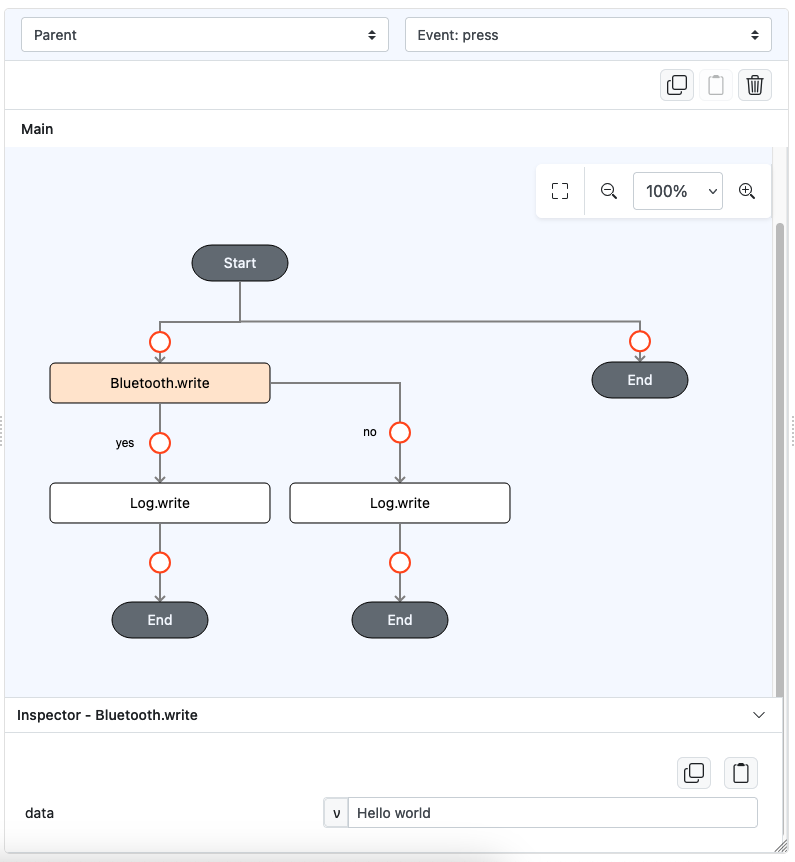 Parent
Event: press
Main
100%
Start
Bluetooth.write
End
yes
no
Log.write
Log.write
End
End
Inspector - Bluetooth.write
data
v Hello world